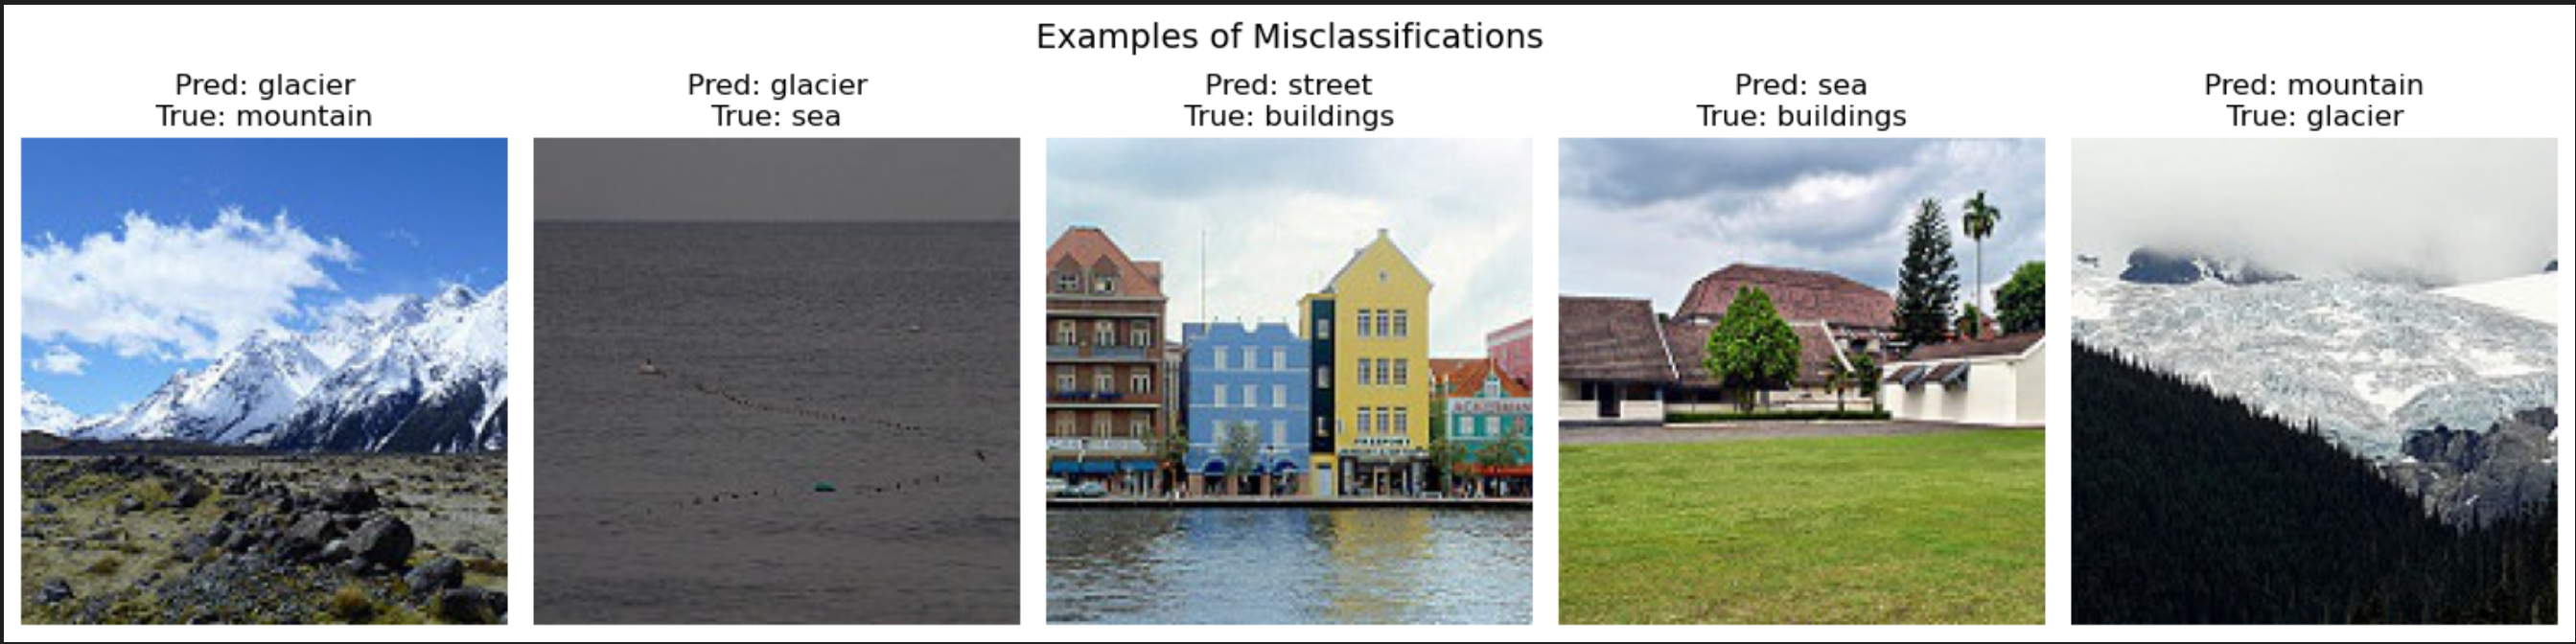 Examples of Misclassifications
Pred: glacier
True: mountain
Pred: glacier
True: sea
Pred: street
True: buildings
Pred: sea
True: buildings
Pred: mountain
True: glacier